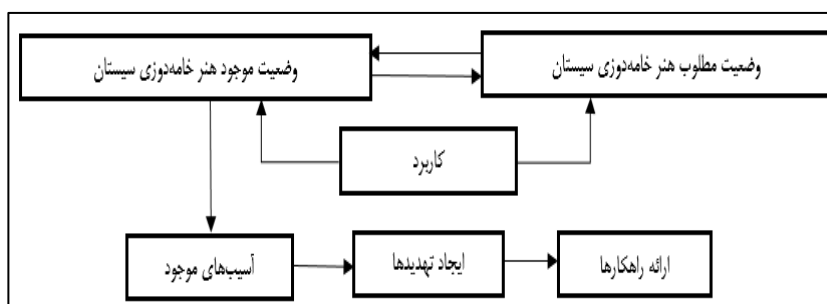 وضعیت مطلوب هنر خامه‌دوزی سیستان
وضعیت موجود هنر خامه‌دوزی سیستان
کاربرد
ارائه راهکارها
ایجاد تهدیدها
آسیب‌های موجود